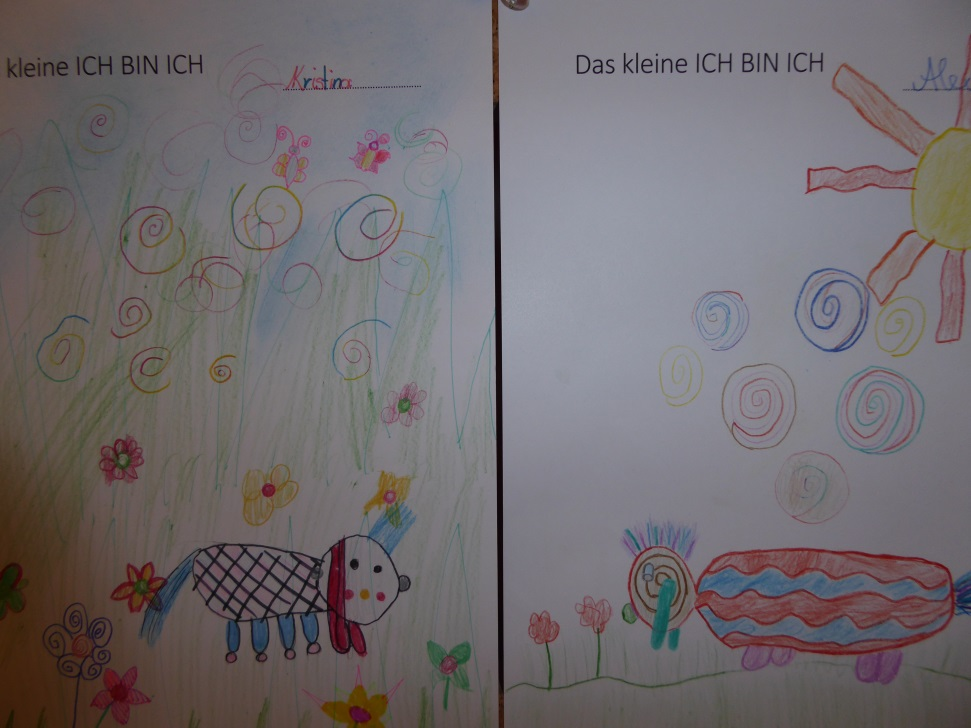 kleine ICH BIN ICH
Kristina
Das kleine ICH BIN ICH